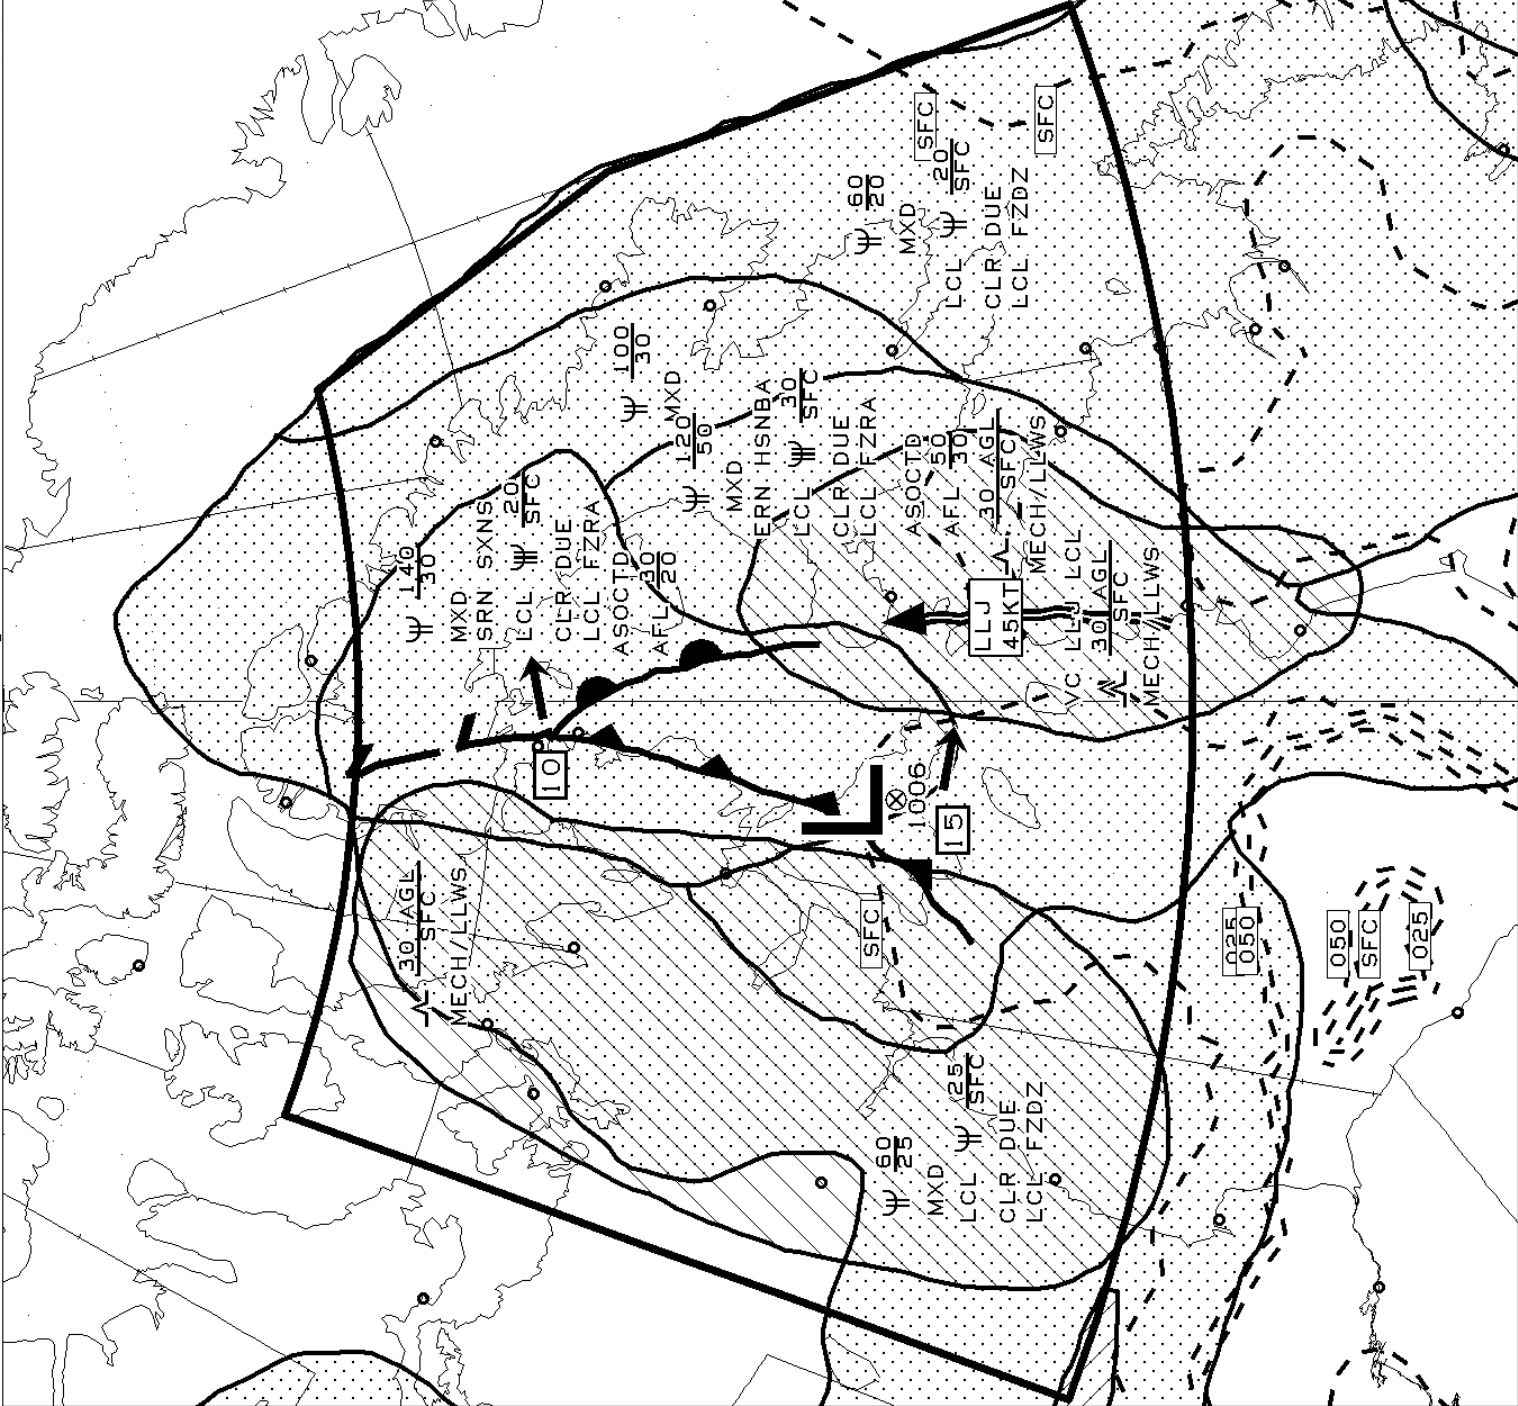 30 AGL
SFC
MECH/LLWS
140
30
MXD
SRN SXNS
LCL
20
SFC
CLR DUE
LCL FZRA
ASOCTD
AFL
30
20
10
100
30
MXD
120
50
MXD
ERN HSNBA
LCL
30
SFC
CLR DUE
LCL FZRA
ASOCTD
AFL
50
30
30 AGL
SFC
MECH/LLWS
60
20
MXD
LCL
20
SFC
CLR DUE
LCL FZDZ
SFC
SFC
LLJ
45KT
VC LLJ LCL
30 AGL
SFC
MECH/LLWS
L
1006
15
SFC
60
25
MXD
LCL
25
SFC
CLR DUE
LCL FZDZ
025
050
050
SFC
025